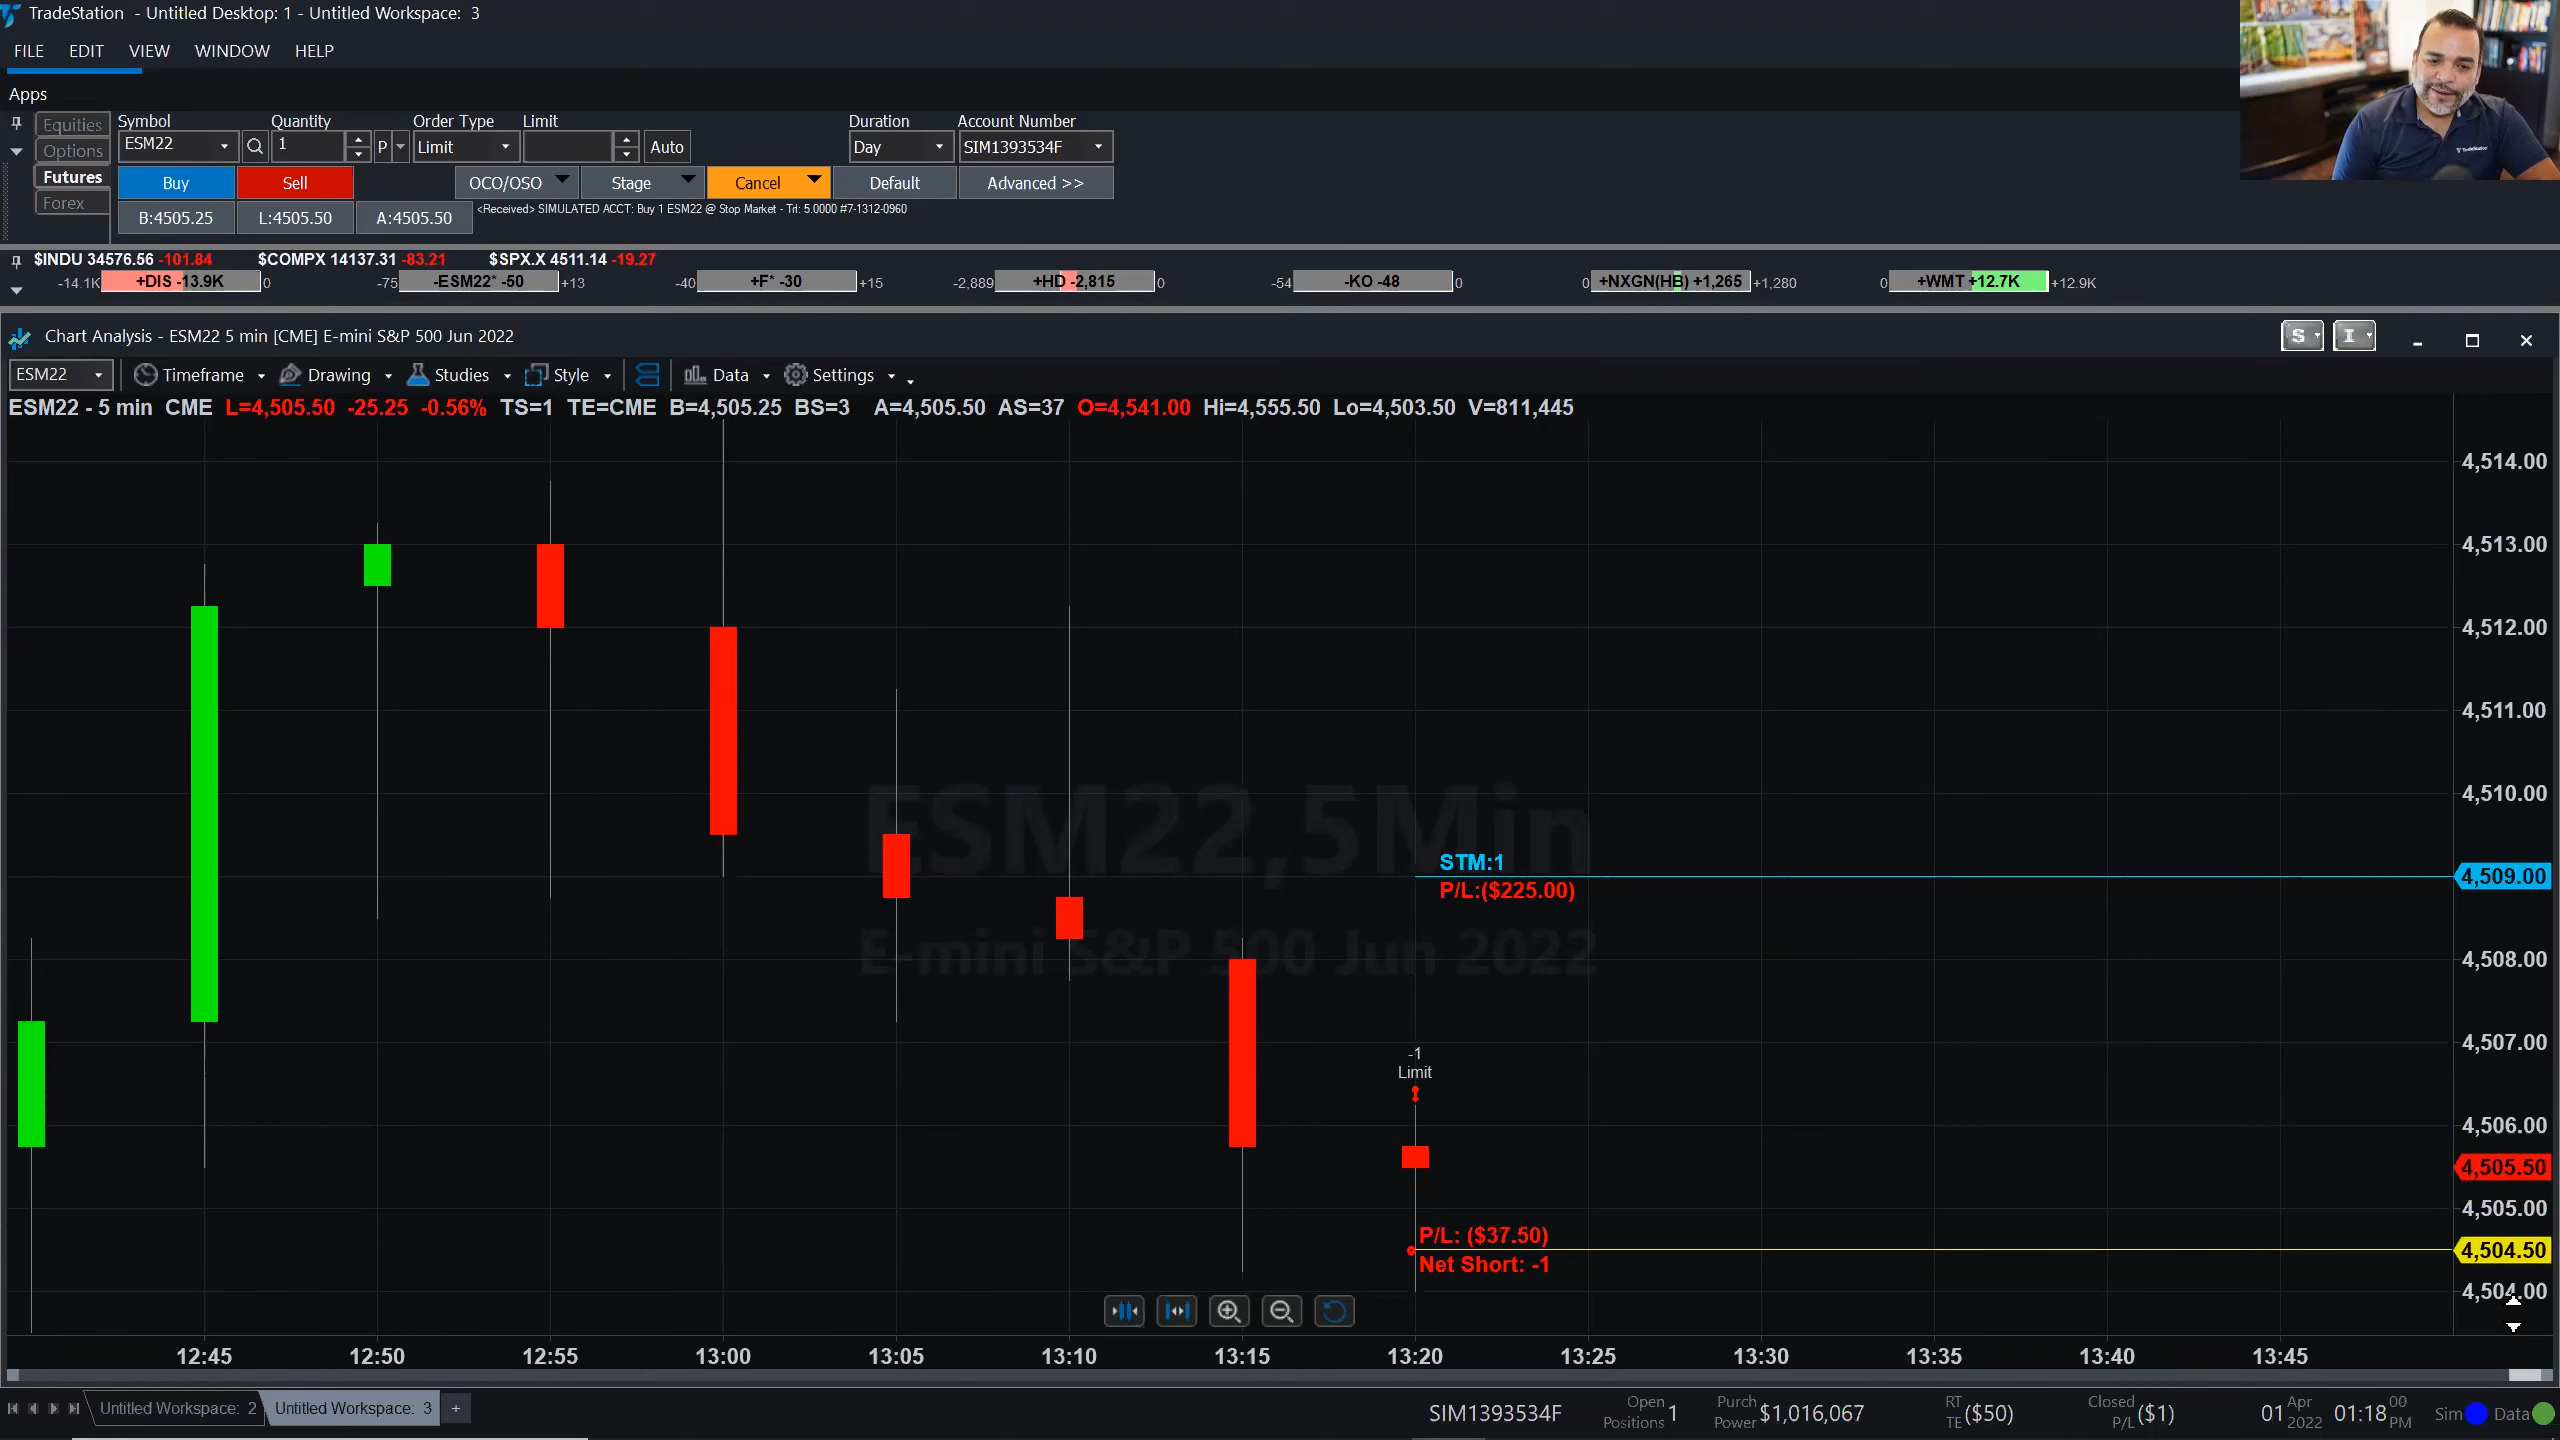 TradeStation - Untitled Desktop: 1 - Untitled Workspace: 3
FILE EDIT VIEW WINDOW HELP
Apps
Equities
Options
Futures
Forex
Symbol Quantity Order Type Limit Duration Account Number
ESM22 1 P Limit Auto Day SIM1393534F
Buy Sell OCO/OSO Stage Cancel Default Advanced >>
B:4505.25 L:4505.50 A:4505.50 <Received> SIMULATED ACCT: Buy 1 ESM22 @ Stop Market - Trl: 5.0000 #7-1312-0960
$INDU 34576.56 -101.84 $COMPX 14137.31 -83.21 $SPX.X 4511.14 -19.27
-14.1K +DIS -13.9K 0 -75 -ESM22* -50 +13 -40 +F* -30 +15 -2,889 +HD -2,815 0 -54 -KO -48 0 0 +NXGN(HB) +1,265 +1,280 0 +WMT +12.7K +12.9K
Chart Analysis - ESM22 5 min [CME] E-mini S&P 500 Jun 2022
S I
ESM22 Timeframe Drawing Studies Style Data Settings
ESM22 - 5 min CME L=4,505.50 -25.25 -0.56% TS=1 TE=CME B=4,505.25 BS=3 A=4,505.50 AS=37 O=4,541.00 Hi=4,555.50 Lo=4,503.50 V=811,445
4,514.00
4,513.00
4,512.00
4,511.00
4,510.00
ESM22,5Min
STM:1
4,509.00
P/L:($225.00)
E-mini S&P 500 Jun 2022
4,508.00
4,507.00
-1
Limit
4,506.00
4,505.50
4,505.00
P/L: ($37.50)
4,504.50
Net Short: -1
4,504.00
12:45 12:50 12:55 13:00 13:05 13:10 13:15 13:20 13:25 13:30 13:35 13:40 13:45
Untitled Workspace: 2 Untitled Workspace: 3 +
SIM1393534F Open Positions 1 Purch Power $1,016,067 RT TE ($50) Closed P/L ($1) 01 Apr 2022 01:18 00 PM Sim Data
TradeStation